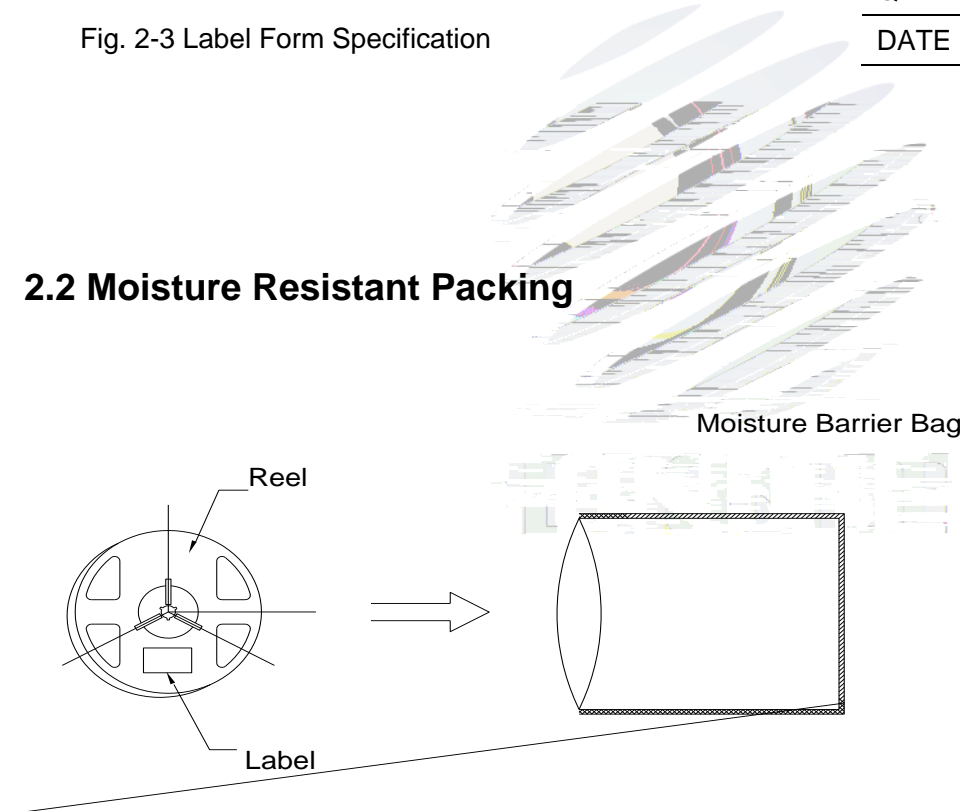 Fig. 2-3 Label Form Specification
DATE
2.2 Moisture Resistant Packing
Moisture Barrier Bag
Reel
Label